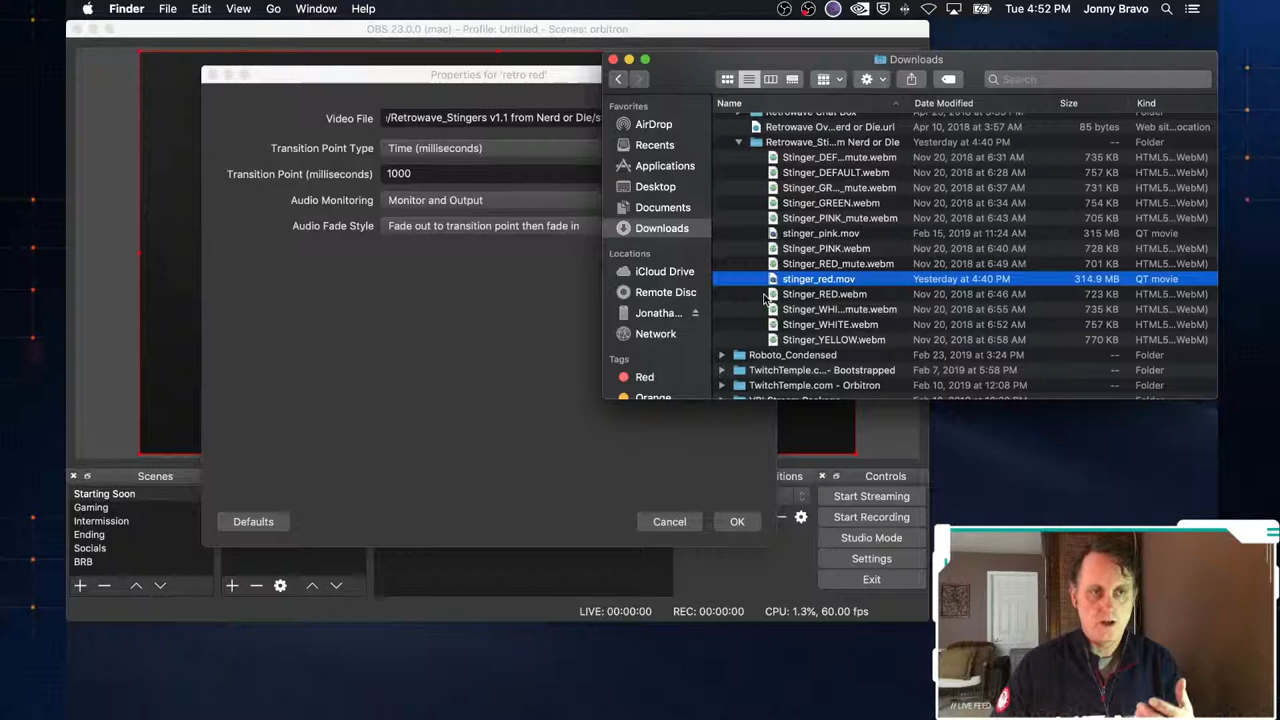 Finder File Edit View Go Window Help
Tue 4:52 PM Jonny Bravo
OBS 23.0.0 (mac) - Profile: Untitled - Scenes: orbitron
Properties for 'retro red'
Video File /Retrowave_Stingers v1.1 from Nerd or Die/s
Transition Point Type Time (milliseconds)
Transition Point (milliseconds) 1000
Audio Monitoring Monitor and Output
Audio Fade Style Fade out to transition point then fade in
Defaults Cancel OK
Downloads
Search
Favorites
AirDrop
Recents
Applications
Desktop
Documents
Downloads
Locations
iCloud Drive
Remote Disc
Jonatha...
Network
Tags
Red
Orange
Name Date Modified Size Kind
Retrowave Chat Box
Retrowave Ov...erd or Die.url Apr 10, 2018 at 3:57 AM 85 bytes Web sit...ocation
Retrowave_Sti...m Nerd or Die Yesterday at 4:40 PM -- Folder
Stinger_DEF...mute.webm Nov 20, 2018 at 6:31 AM 735 KB HTML5...WebM)
Stinger_DEFAULT.webm Nov 20, 2018 at 6:28 AM 757 KB HTML5...WebM)
Stinger_GR..._mute.webm Nov 20, 2018 at 6:37 AM 731 KB HTML5...WebM)
Stinger_GREEN.webm Nov 20, 2018 at 6:34 AM 754 KB HTML5...WebM)
Stinger_PINK_mute.webm Nov 20, 2018 at 6:43 AM 705 KB HTML5...WebM)
stinger_pink.mov Feb 15, 2019 at 11:24 AM 315 MB QT movie
Stinger_PINK.webm Nov 20, 2018 at 6:40 AM 728 KB HTML5...WebM)
Stinger_RED_mute.webm Nov 20, 2018 at 6:49 AM 701 KB HTML5...WebM)
stinger_red.mov Yesterday at 4:40 PM 314.9 MB QT movie
Stinger_RED.webm Nov 20, 2018 at 6:46 AM 723 KB HTML5...WebM)
Stinger_WHI...mute.webm Nov 20, 2018 at 6:55 AM 735 KB HTML5...WebM)
Stinger_WHITE.webm Nov 20, 2018 at 6:52 AM 757 KB HTML5...WebM)
Stinger_YELLOW.webm Nov 20, 2018 at 6:58 AM 770 KB HTML5...WebM)
Roboto_Condensed Feb 23, 2019 at 3:24 PM -- Folder
TwitchTemple.c...- Bootstrapped Feb 7, 2019 at 5:58 PM -- Folder
TwitchTemple.com - Orbitron Feb 10, 2019 at 12:08 PM -- Folder
Scenes
Starting Soon
Gaming
Intermission
Ending
Socials
BRB
itions
Controls
Start Streaming
Start Recording
Studio Mode
Settings
Exit
LIVE: 00:00:00 REC: 00:00:00 CPU: 1.3%, 60.00 fps
// LIVE FEED